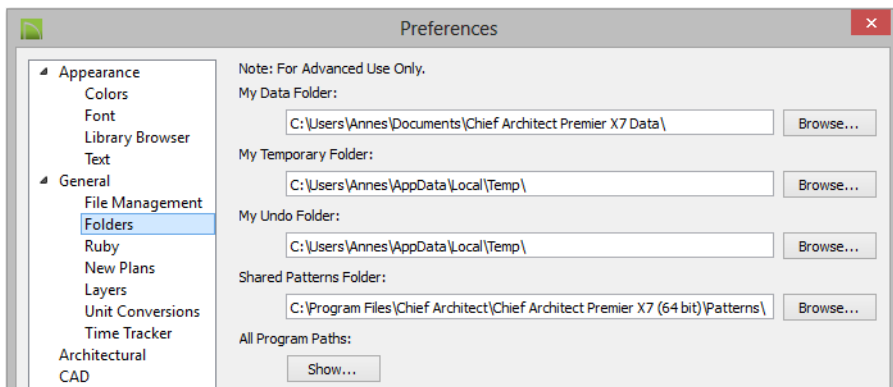 Preferences
Appearance
Colors
Font
Library Browser
Text
General
File Management
Folders
Ruby
New Plans
Layers
Unit Conversions
Time Tracker
Architectural
CAD
Note: For Advanced Use Only.
My Data Folder:
C:\Users\Annes\Documents\Chief Architect Premier X7 Data\
Browse...
My Temporary Folder:
C:\Users\Annes\AppData\Local\Temp\
Browse...
My Undo Folder:
C:\Users\Annes\AppData\Local\Temp\
Browse...
Shared Patterns Folder:
C:\Program Files\Chief Architect\Chief Architect Premier X7 (64 bit)\Patterns\
Browse...
All Program Paths:
Show...